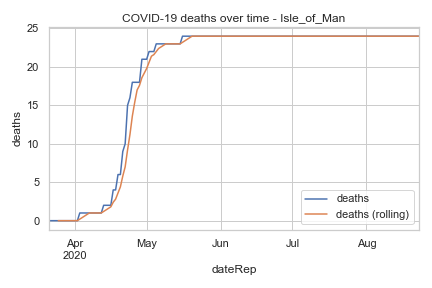 COVID-19 deaths over time - Isle_of_Man
deaths
25
20
15
10
5
0
Apr
2020
May
Jun
Jul
Aug
dateRep
deaths
deaths (rolling)